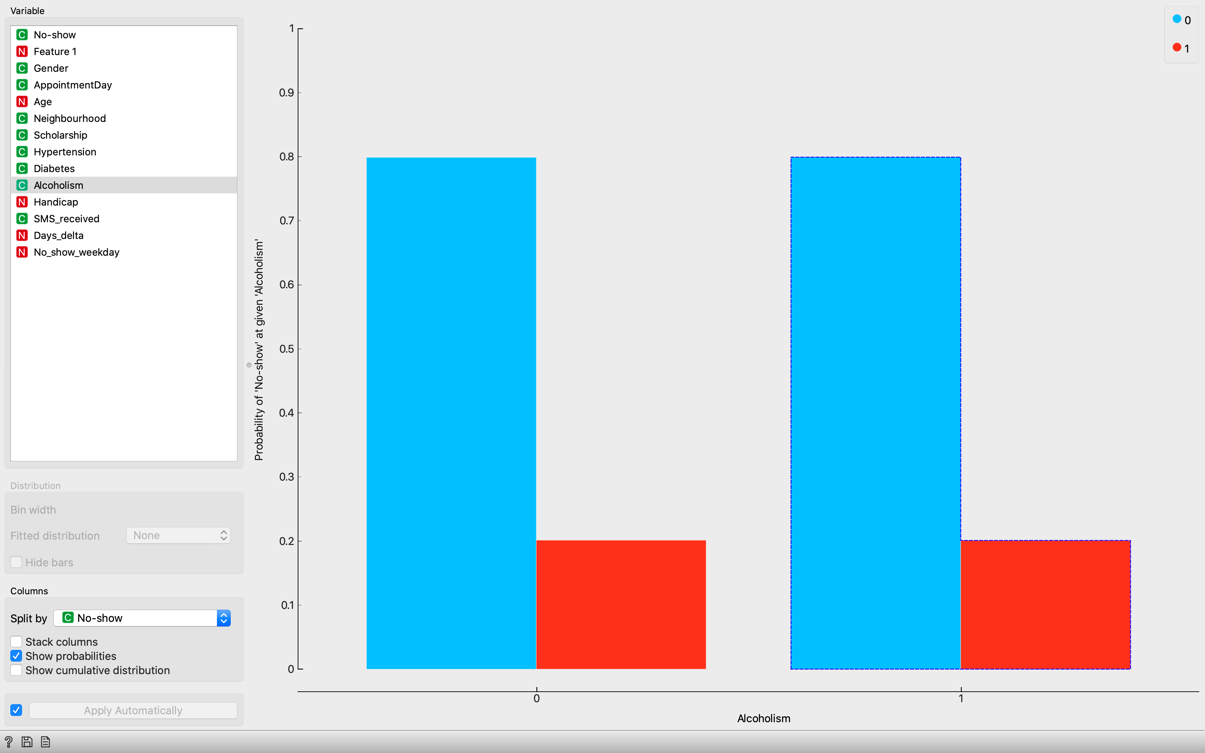 Variable
C No-show
N Feature 1
C Gender
C AppointmentDay
N Age
C Neighbourhood
C Scholarship
C Hypertension
C Diabetes
C Alcoholism
N Handicap
C SMS_received
N Days_delta
N No_show_weekday
Distribution
Bin width
Fitted distribution None
Hide bars
Columns
Split by C No-show
Stack columns
Show probabilities
Show cumulative distribution
Apply Automatically
?
Probability of 'No-show' at given 'Alcoholism'
1
0.9
0.8
0.7
0.6
0.5
0.4
0.3
0.2
0.1
0
0 1
Alcoholism
0
1